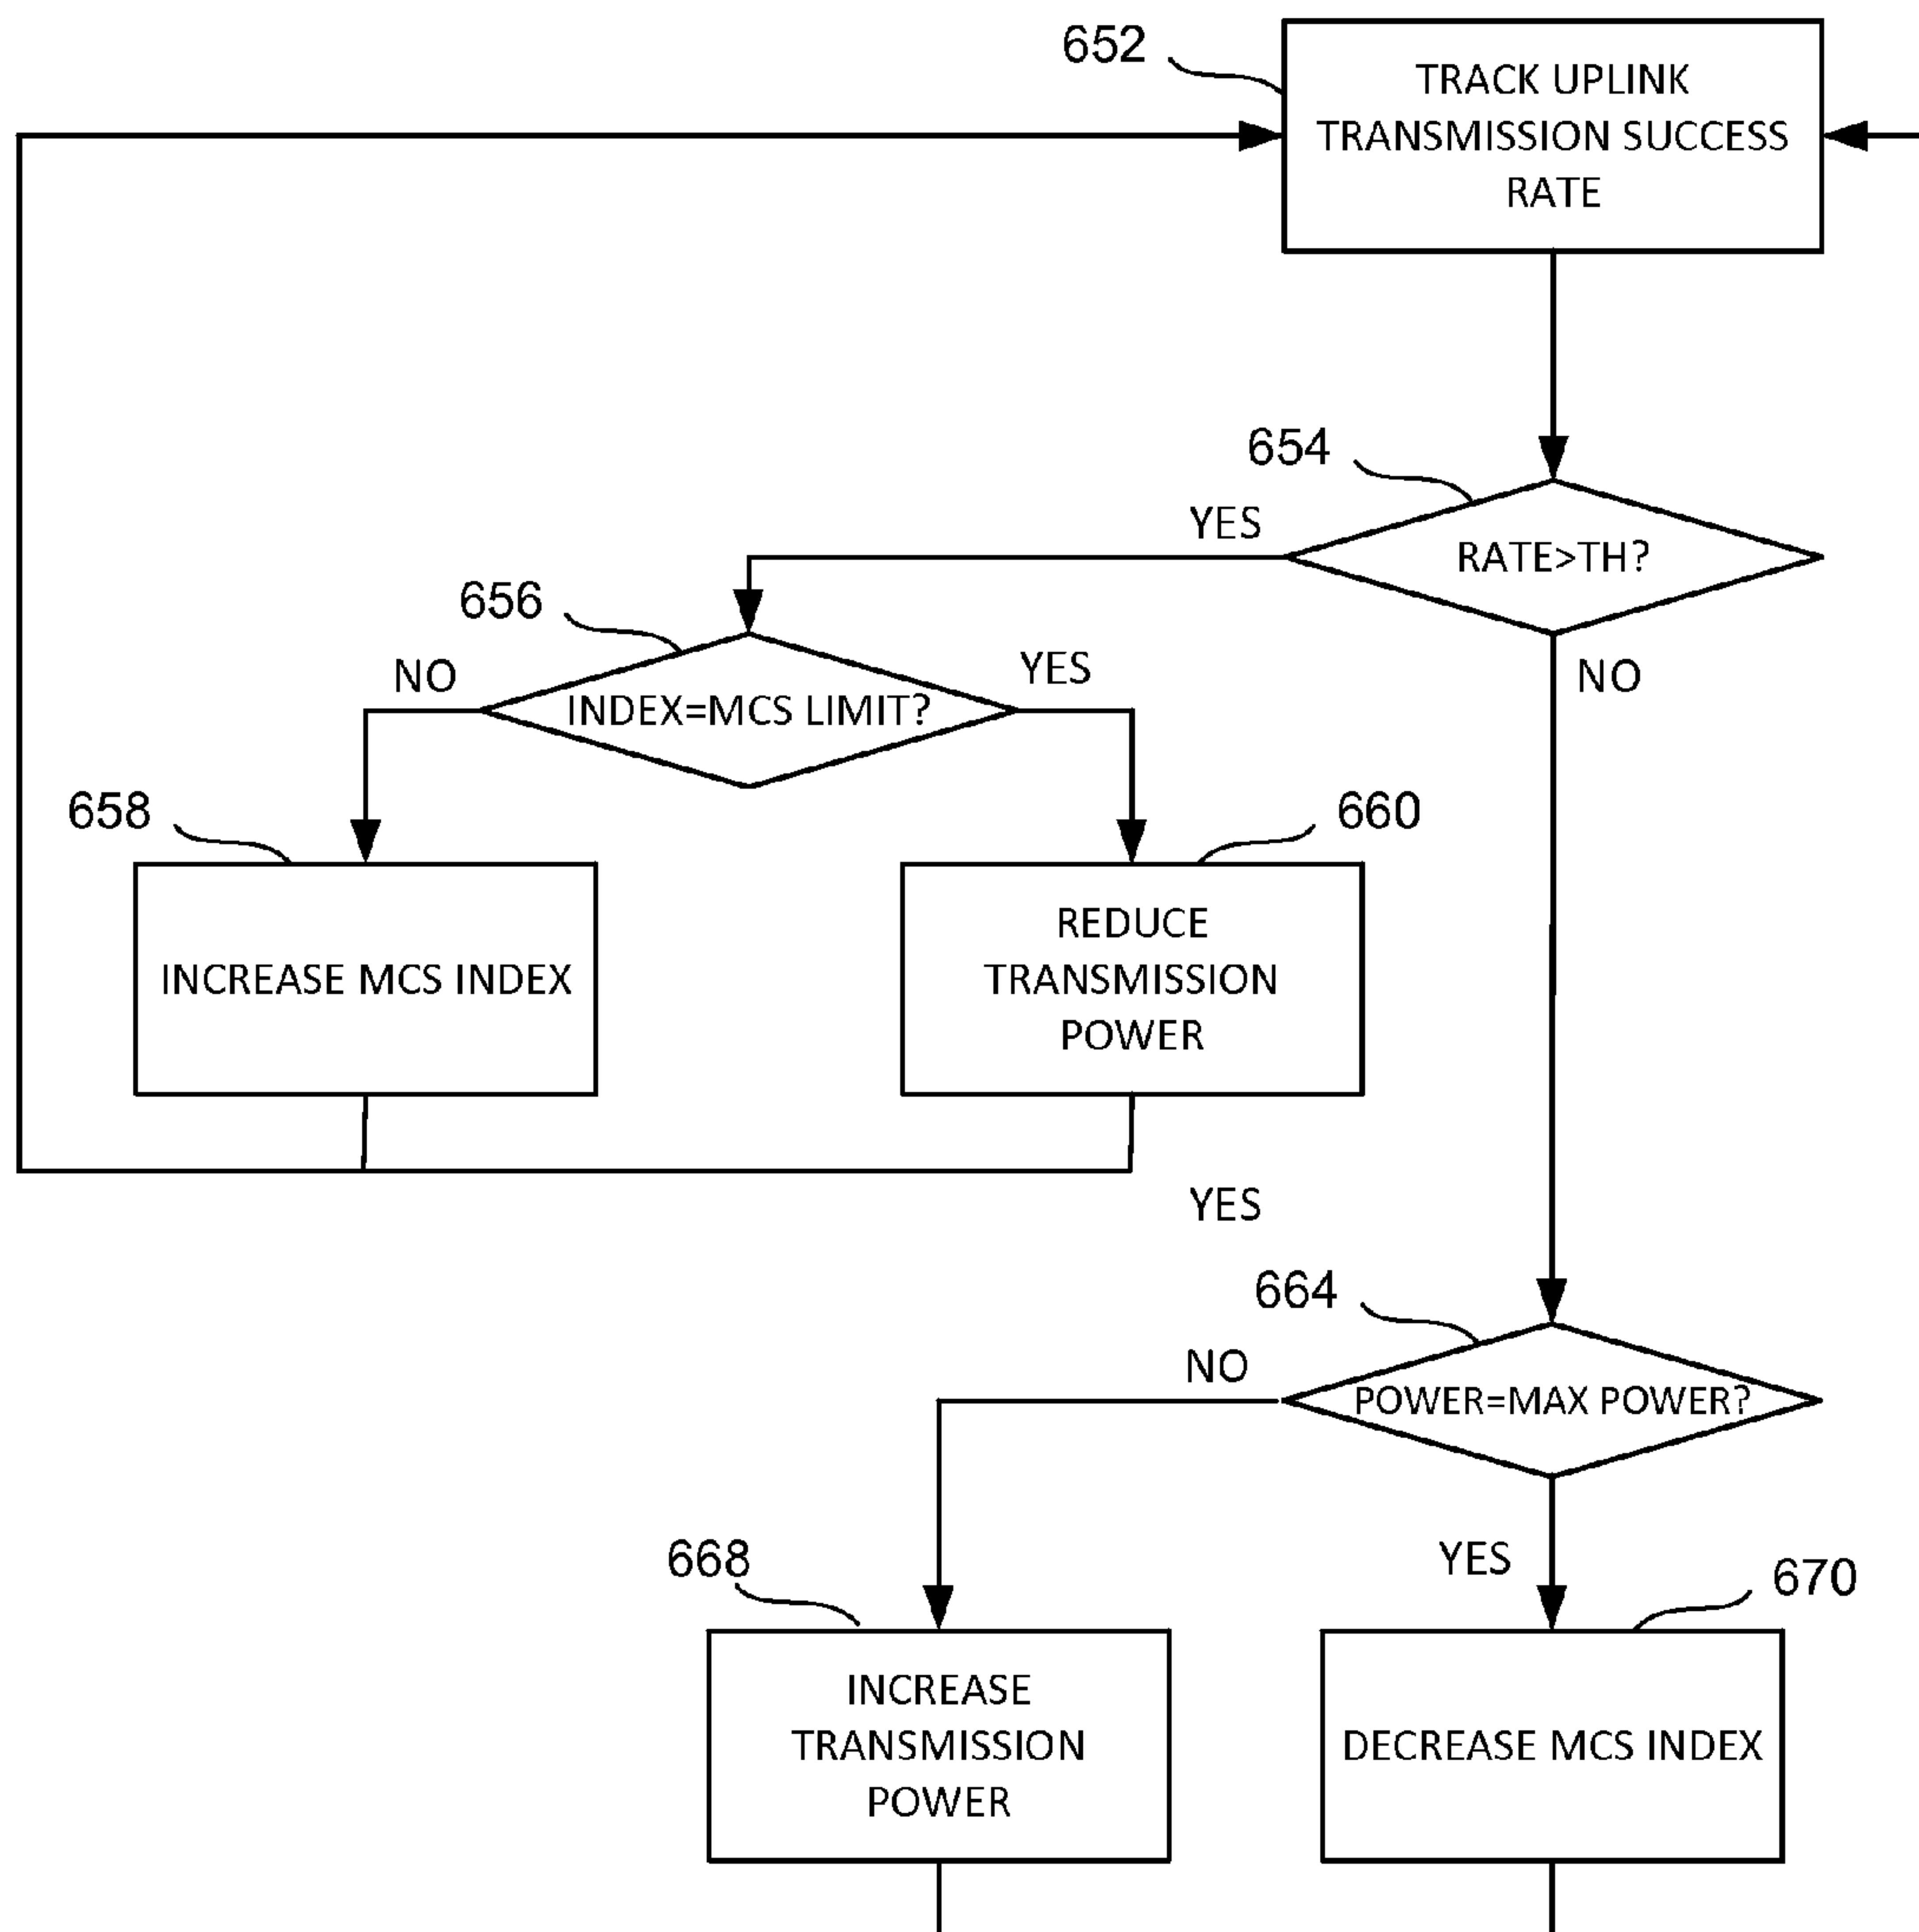 652
TRACK UPLINK
TRANSMISSION SUCCESS
RATE
654
YES
RATE>TH?
656
NO
YES
NO
INDEX=MCS LIMIT?
658
660
INCREASE MCS INDEX
REDUCE
TRANSMISSION
POWER
YES
664
NO
POWER=MAX POWER?
668
YES
670
INCREASE
TRANSMISSION
POWER
DECREASE MCS INDEX